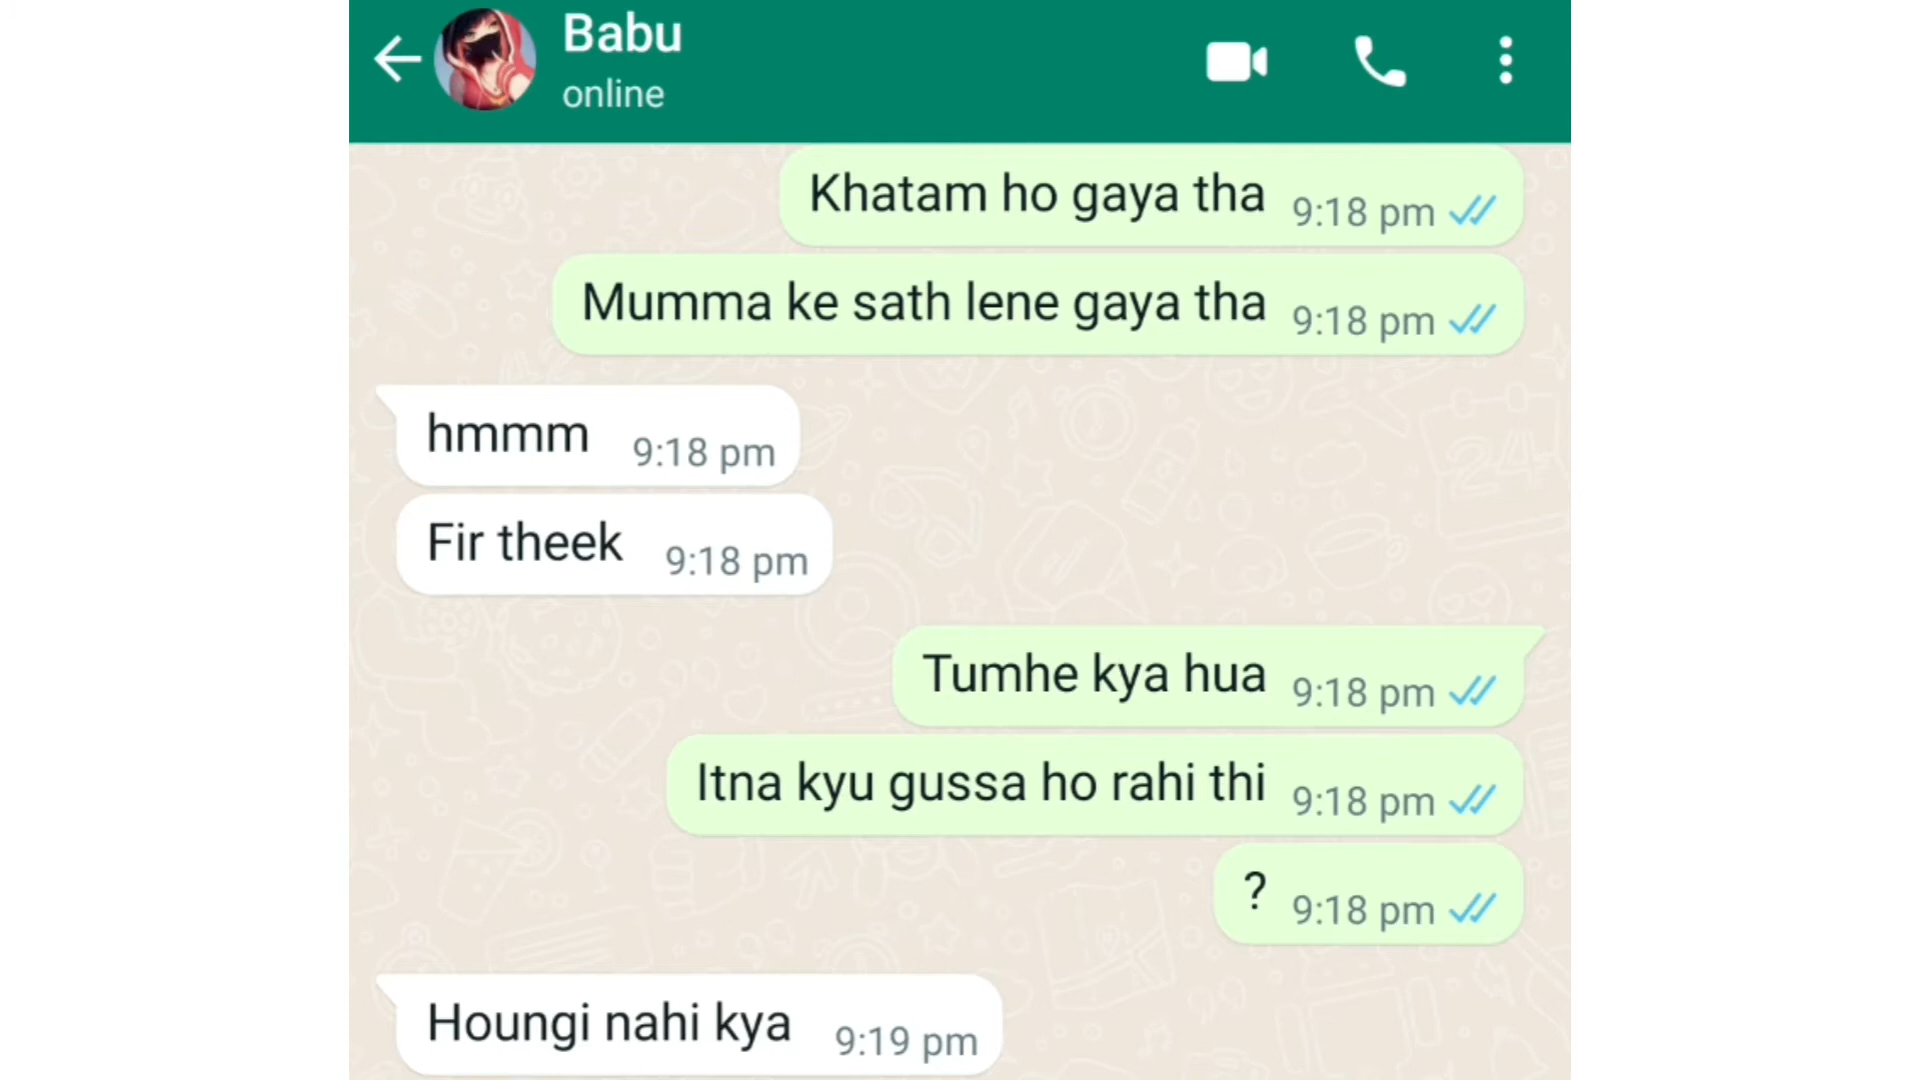 Babu
online
Khatam ho gaya tha 9:18 pm
Mumma ke sath lene gaya tha 9:18 pm
hmmm 9:18 pm
Fir theek 9:18 pm
Tumhe kya hua 9:18 pm
Itna kyu gussa ho rahi thi 9:18 pm
? 9:18 pm
Houngi nahi kya 9:19 pm